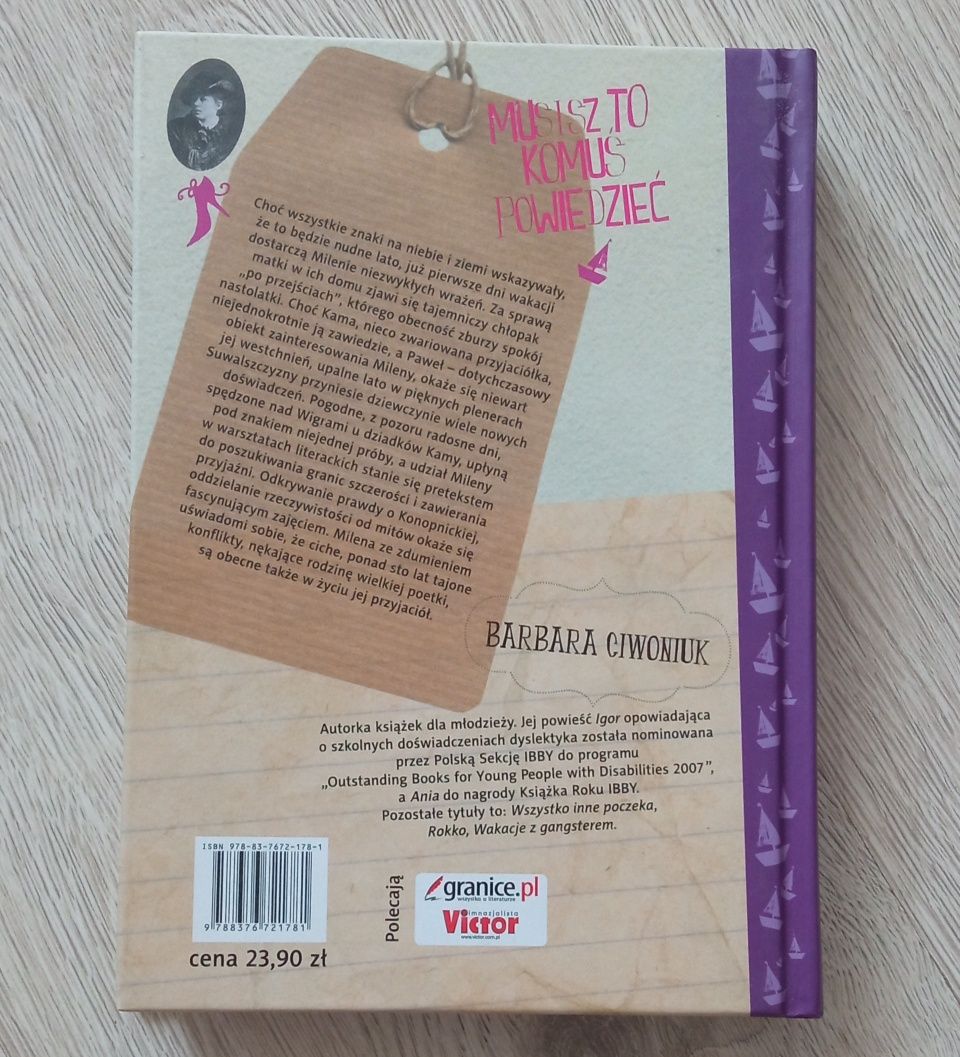 MUSISZ TO
KOMUŚ
POWIEDZIEĆ
Choć wszystkie znaki na niebie i ziemi wskazywały,
że to będzie nudne lato, już pierwsze dni wakacji
dostarczą Milenie niezwykłych wrażeń. Za sprawą
matki w ich domu zjawi się tajemniczy chłopak
„po przejściach”, którego obecność zburzy spokój
nastolatki. Choć Kama, nieco zwariowana przyjaciółka,
niejednokrotnie ją zawiedzie, a Paweł – dotychczasowy
obiekt zainteresowania Mileny, okaże się niewart
jej westchnień, upalne lato w pięknych plenerach
Suwalszczyzny przyniesie dziewczynie wiele nowych
doświadczeń. Pogodne, z pozoru radosne dni,
spędzone nad Wigrami u dziadków Kamy, upłyną
pod znakiem niejednej próby, a udział Mileny
w warsztatach literackich stanie się pretekstem
do poszukiwania granic szczerości i zawierania
przyjaźni. Odkrywanie prawdy o Konopnickiej,
oddzielanie rzeczywistości od mitów okaże się
fascynującym zajęciem. Milena ze zdumieniem
uświadomi sobie, że ciche, ponad sto lat tajone
konflikty, nękające rodzinę wielkiej poetki,
są obecne także w życiu jej przyjaciół.
BARBARA CIWONIUK
Autorka książek dla młodzieży. Jej powieść Igor opowiadająca
o szkolnych doświadczeniach dyslektyka została nominowana
przez Polską Sekcję IBBY do programu
„Outstanding Books for Young People with Disabilities 2007”,
a Ania do nagrody Książka Roku IBBY.
Pozostałe tytuły to: Wszystko inne poczeka,
Rokko, Wakacje z gangsterem.
ISBN 978-83-7672-178-1
9 788376 721781
cena 23,90 zł
Polecają
granice.pl
wszystko o literaturze
Victor
gimnazjalista
www.victor.com.pl